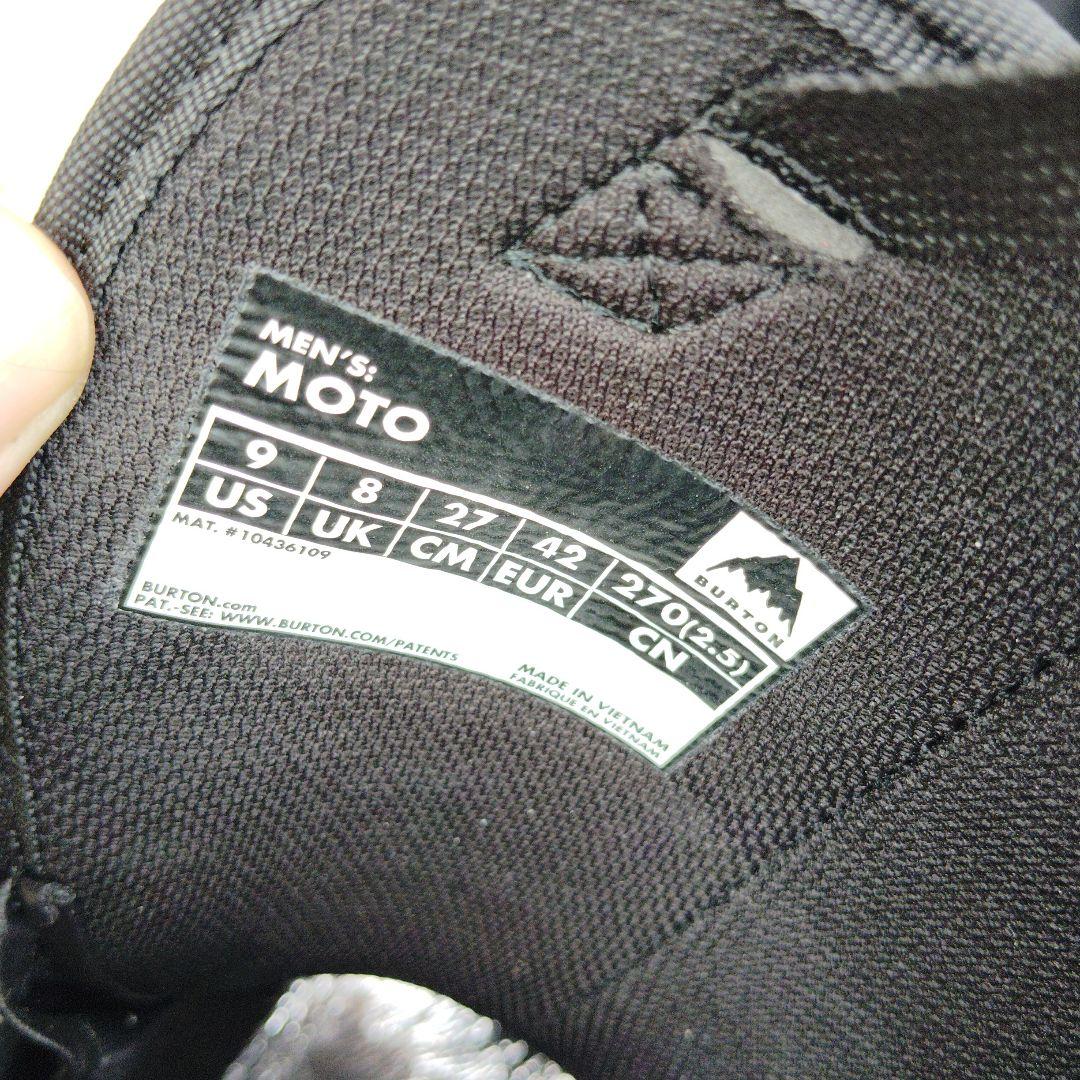 MEN'S:
MOTO
9 8 27 42 270(2.5)
US UK CM EUR CN
MAT. #10436109
BURTON.com
PAT.-SEE: WWW.BURTON.COM/PATENTS
MADE IN VIETNAM
FABRIQUE EN VIETNAM
BURTON